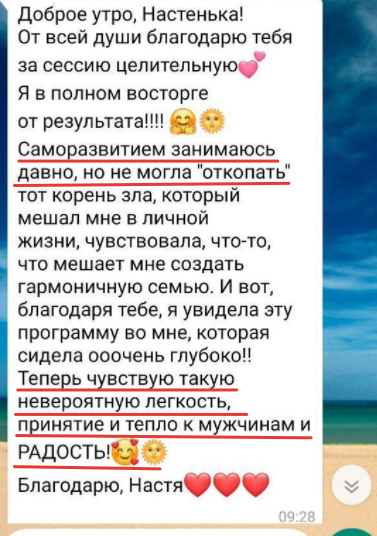 Доброе утро, Настенька!
От всей души благодарю тебя
за сессию целительную💕
Я в полном восторге
от результата!!!! 🤗🌞
Саморазвитием занимаюсь
давно, но не могла "откопать"
тот корень зла, который
мешал мне в личной
жизни, чувствовала, что-то,
что мешает мне создать
гармоничную семью. И вот,
благодаря тебе, я увидела эту
программу во мне, которая
сидела ооочень глубоко!!
Теперь чувствую такую
невероятную легкость,
принятие и тепло к мужчинам и
РАДОСТЬ!🥰🌞
Благодарю, Настя❤️❤️❤️
09:28